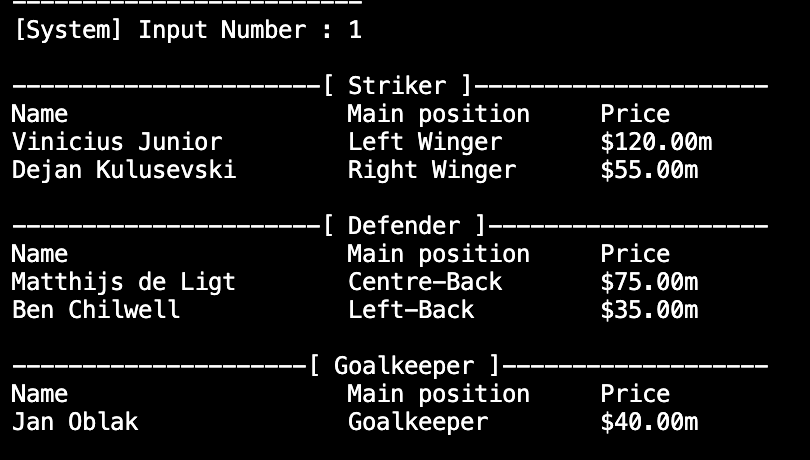 -------------------------
[System] Input Number : 1
----------------------[ Striker ]---------------------
Name Main position Price
Vinicius Junior Left Winger $120.00m
Dejan Kulusevski Right Winger $55.00m
----------------------[ Defender ]--------------------
Name Main position Price
Matthijs de Ligt Centre-Back $75.00m
Ben Chilwell Left-Back $35.00m
---------------------[ Goalkeeper ]-------------------
Name Main position Price
Jan Oblak Goalkeeper $40.00m